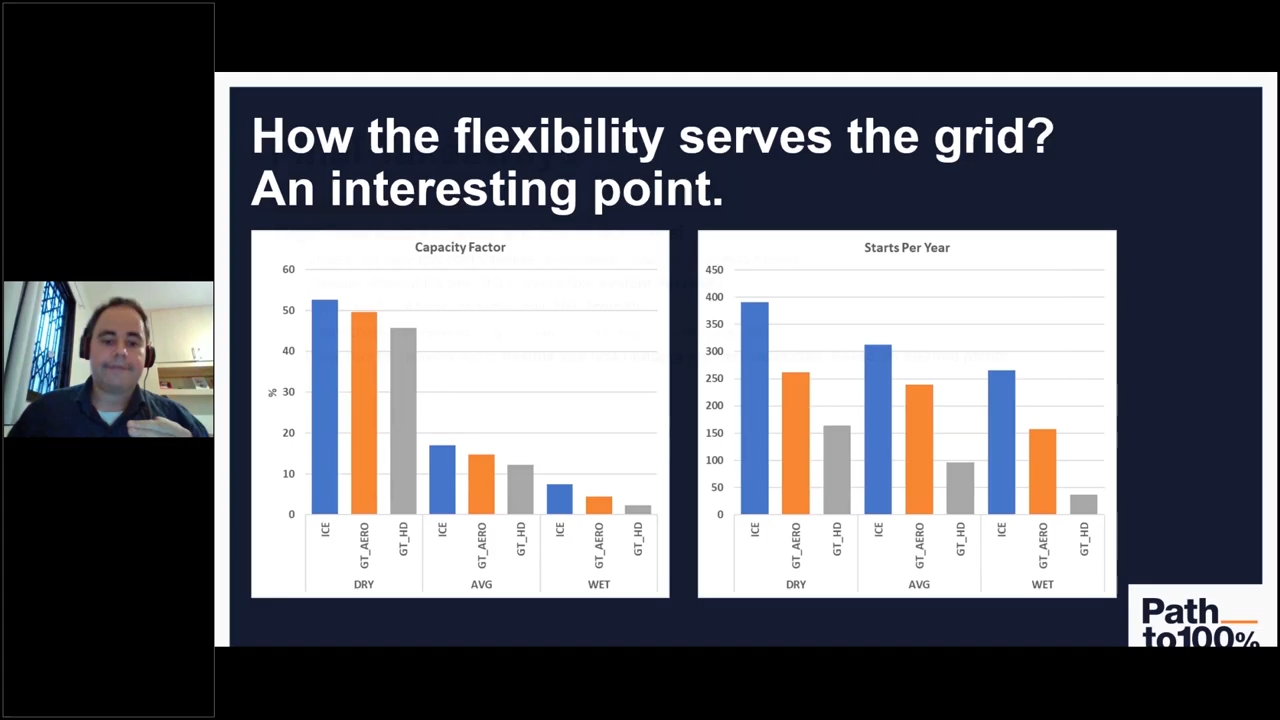 How the flexibility serves the grid?
An interesting point.
Capacity Factor
60
50
40
30
20
10
0
%
ICE
GT_AERO
GT_HD
ICE
GT_AERO
GT_HD
ICE
GT_AERO
GT_HD
DRY
AVG
WET
Starts Per Year
450
400
350
300
250
200
150
100
50
0
ICE
GT_AERO
GT_HD
ICE
GT_AERO
GT_HD
ICE
GT_AERO
GT_HD
DRY
AVG
WET
Path
to100%